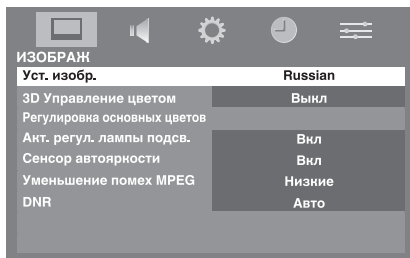 ИЗОБРАЖ
Уст. изобр. Russian
3D Управление цветом Выкл
Регулировка основных цветов
Акт. регул. лампы подсв. Вкл
Сенсор автояркости Вкл
Уменьшение помех MPEG Низкие
DNR Авто